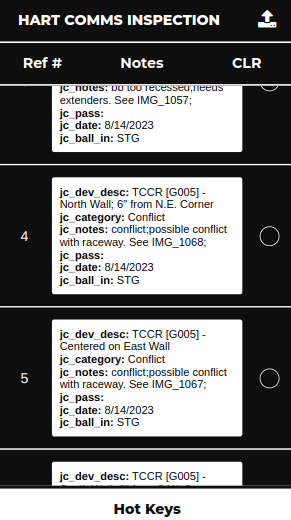 HART COMMS INSPECTION
Ref # Notes CLR
jc_notes: bb too recessed;needs
extenders. See IMG_1057;
jc_pass:
jc_date: 8/14/2023
jc_ball_in: STG
4
jc_dev_desc: TCCR [G005] -
North Wall; 6" from N.E. Corner
jc_category: Conflict
jc_notes: conflict;possible conflict
with raceway. See IMG_1068;
jc_pass:
jc_date: 8/14/2023
jc_ball_in: STG
5
jc_dev_desc: TCCR [G005] -
Centered on East Wall
jc_category: Conflict
jc_notes: conflict;possible conflict
with raceway. See IMG_1067;
jc_pass:
jc_date: 8/14/2023
jc_ball_in: STG
jc_dev_desc: TCCR [G005] -
Hot Keys